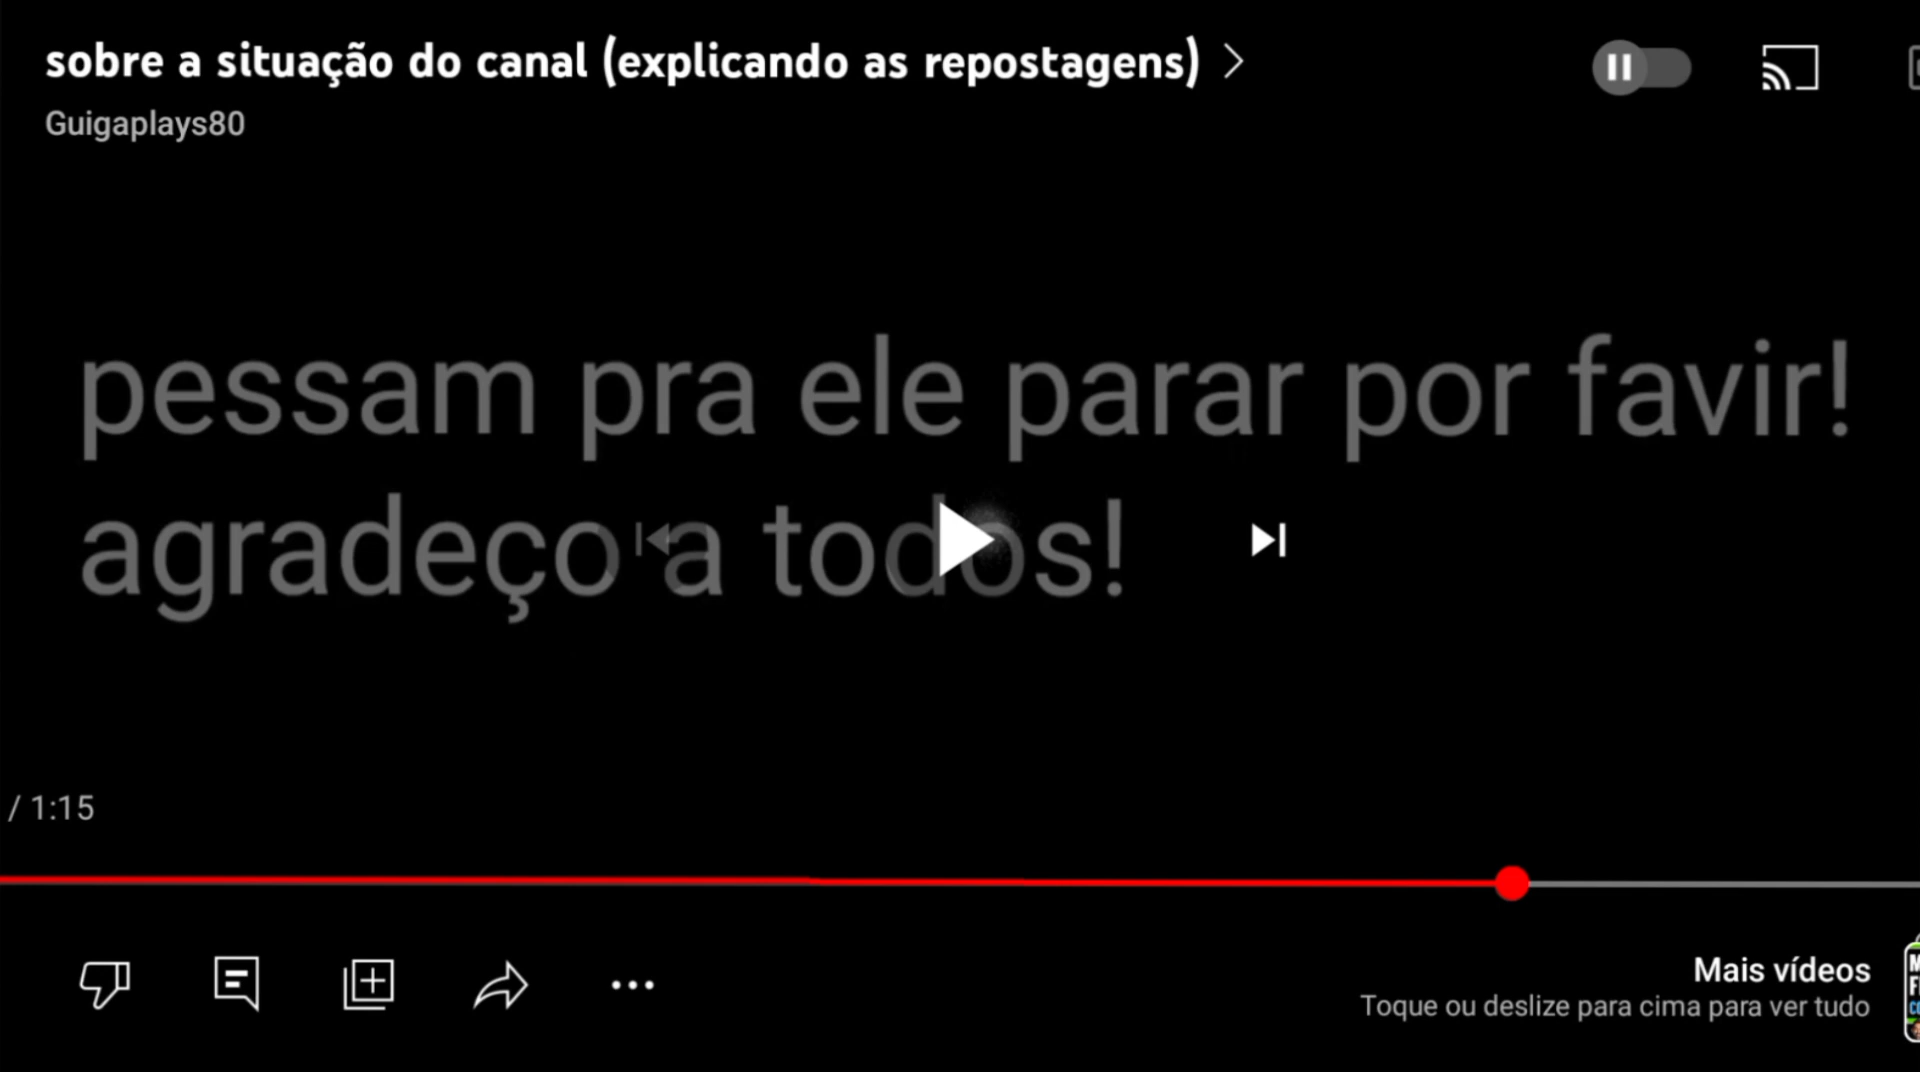 sobre a situação do canal (explicando as repostagens)
Guigaplays80
pessam pra ele parar por favir!
agradeço a todos!
/ 1:15
Mais vídeos
Toque ou deslize para cima para ver tudo